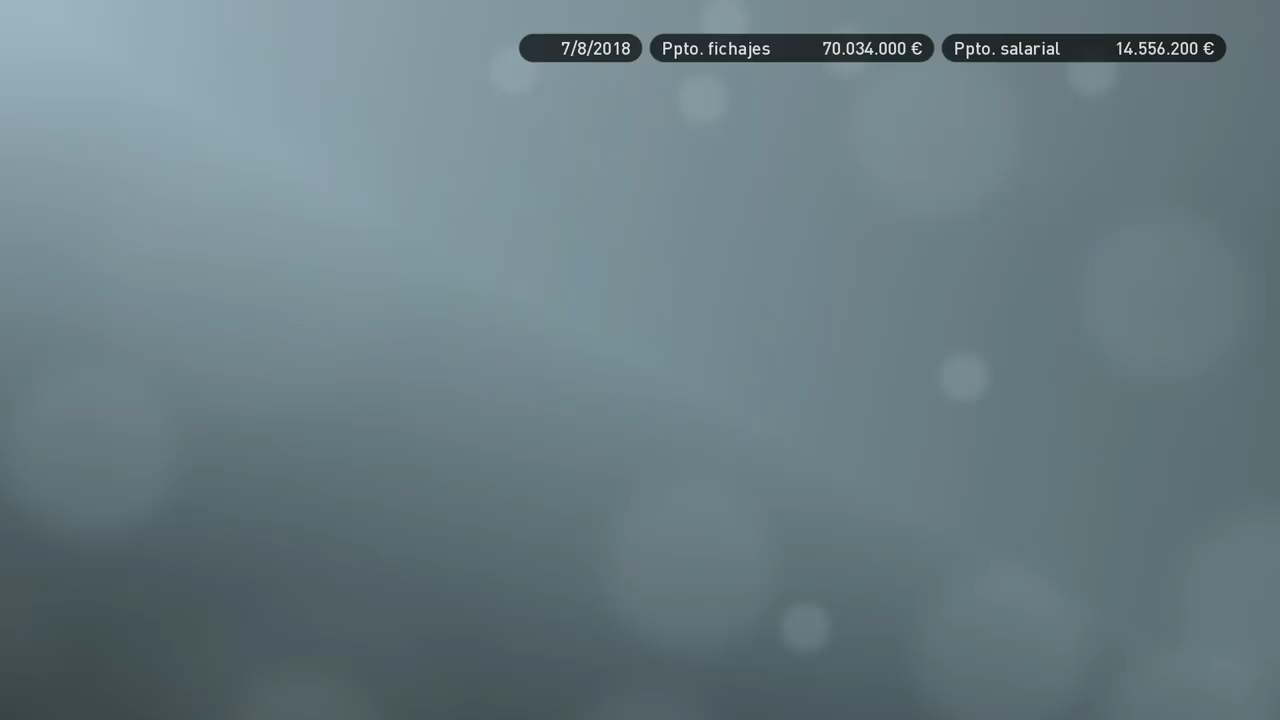 7/8/2018 Ppto. fichajes 70.034.000 € Ppto. salarial 14.556.200 €